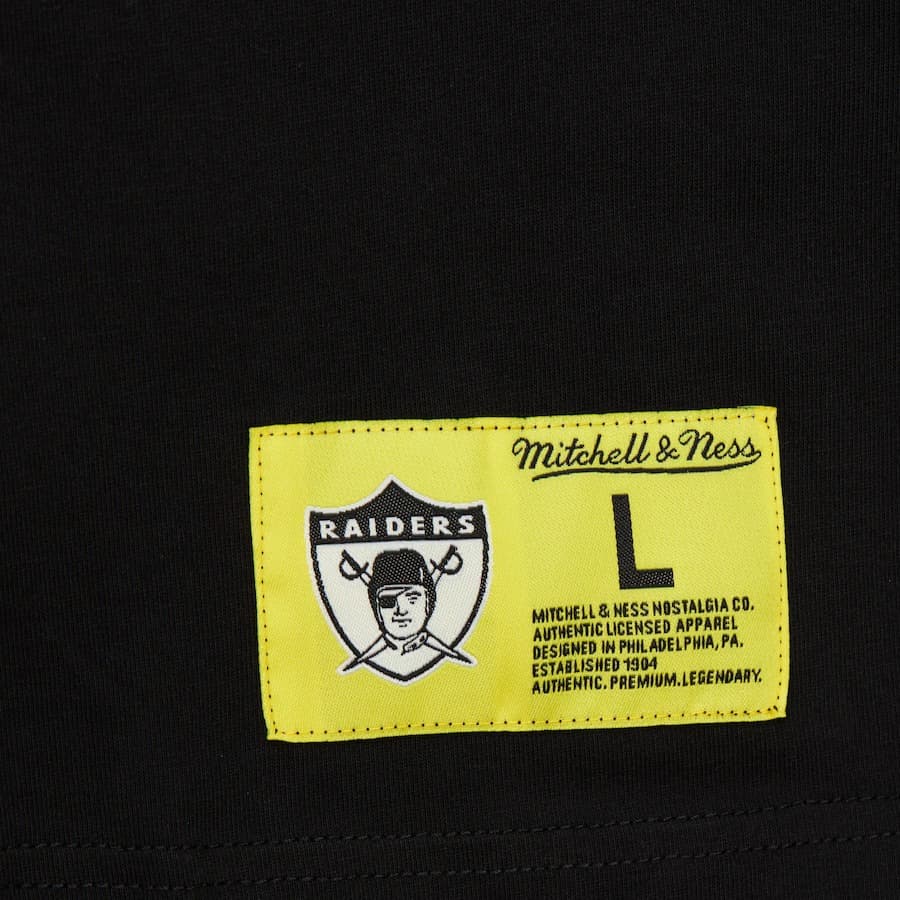 RAIDERS
Mitchell & Ness
L
MITCHELL & NESS NOSTALGIA CO.
AUTHENTIC LICENSED APPAREL
DESIGNED IN PHILADELPHIA, PA.
ESTABLISHED 1904
AUTHENTIC. PREMIUM. LEGENDARY.